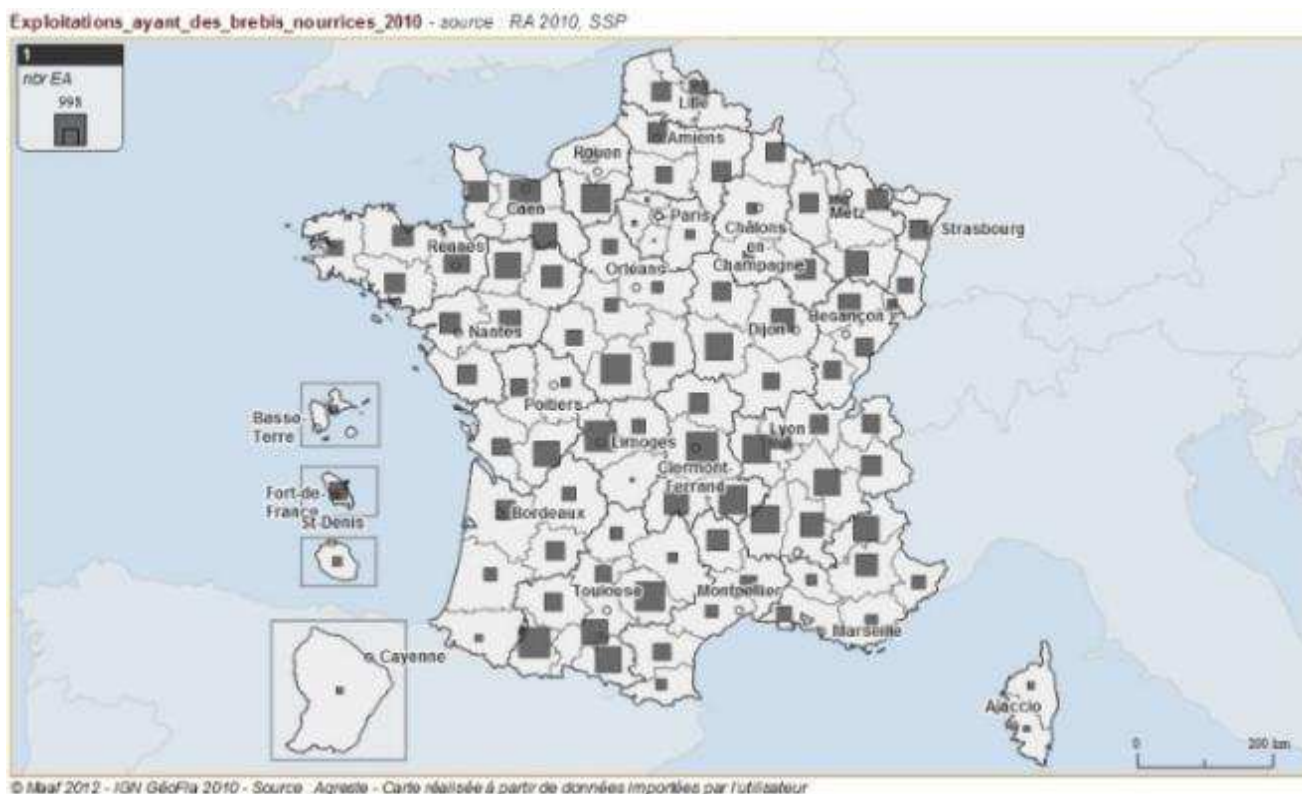 Exploitations_ayant_des_brebis_nourrices_2010 - source : RA 2010, SSP
1
nbr EA
998
Lille
Amiens
Rouen
Caen
Paris
Metz
Châlons
en
Champagne
Strasbourg
Rennes
Orléans
Nantes
Dijon
Besançon
Poitiers
Basse-
Terre
Limoges
Lyon
Clermont-
Ferrand
Fort-de-
France
St-Denis
Bordeaux
Toulouse
Montpellier
Marseille
Cayenne
Ajaccio
0
200 km
© Maaf 2012 - IGN GéoFla 2010 - Source : Agreste - Carte réalisée à partir de données importées par l'utilisateur